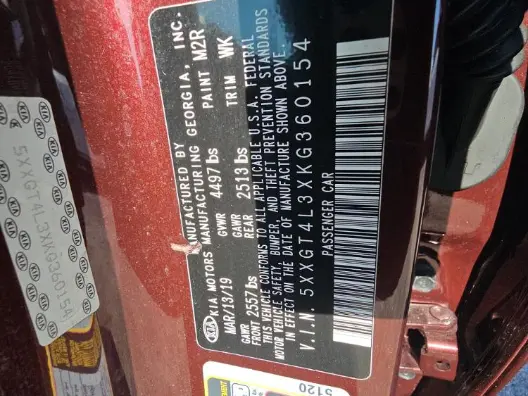 MANUFACTURED BY
KIA MOTORS MANUFACTURING GEORGIA, INC.
MAR/13/19 PAINT M2R
GVWR 4497 lbs TRIM WK
GAWR FRONT 2557 lbs GAWR REAR 2513 lbs
THIS VEHICLE CONFORMS TO ALL APPLICABLE U.S.A. FEDERAL
MOTOR VEHICLE SAFETY, BUMPER, AND THEFT PREVENTION STANDARDS
IN EFFECT ON THE DATE OF MANUFACTURE SHOWN ABOVE.
V.I.N. 5XXGT4L3XKG360154
PASSENGER CAR
5XXGT4L3XKG360154
5120